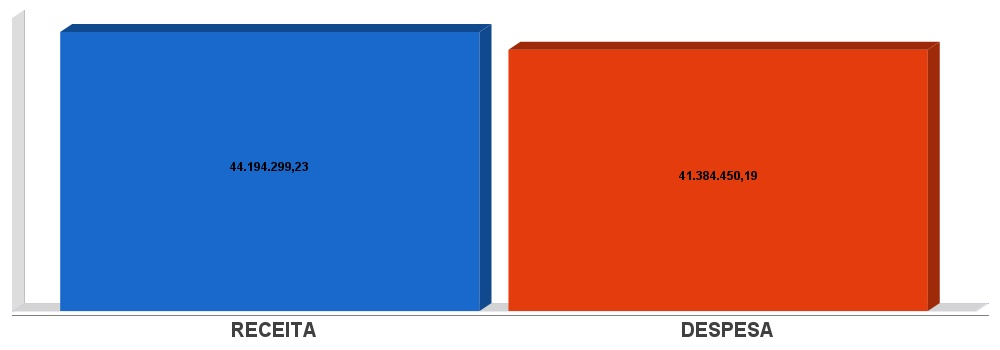 44.194.299,23
41.384.450,19
RECEITA
DESPESA